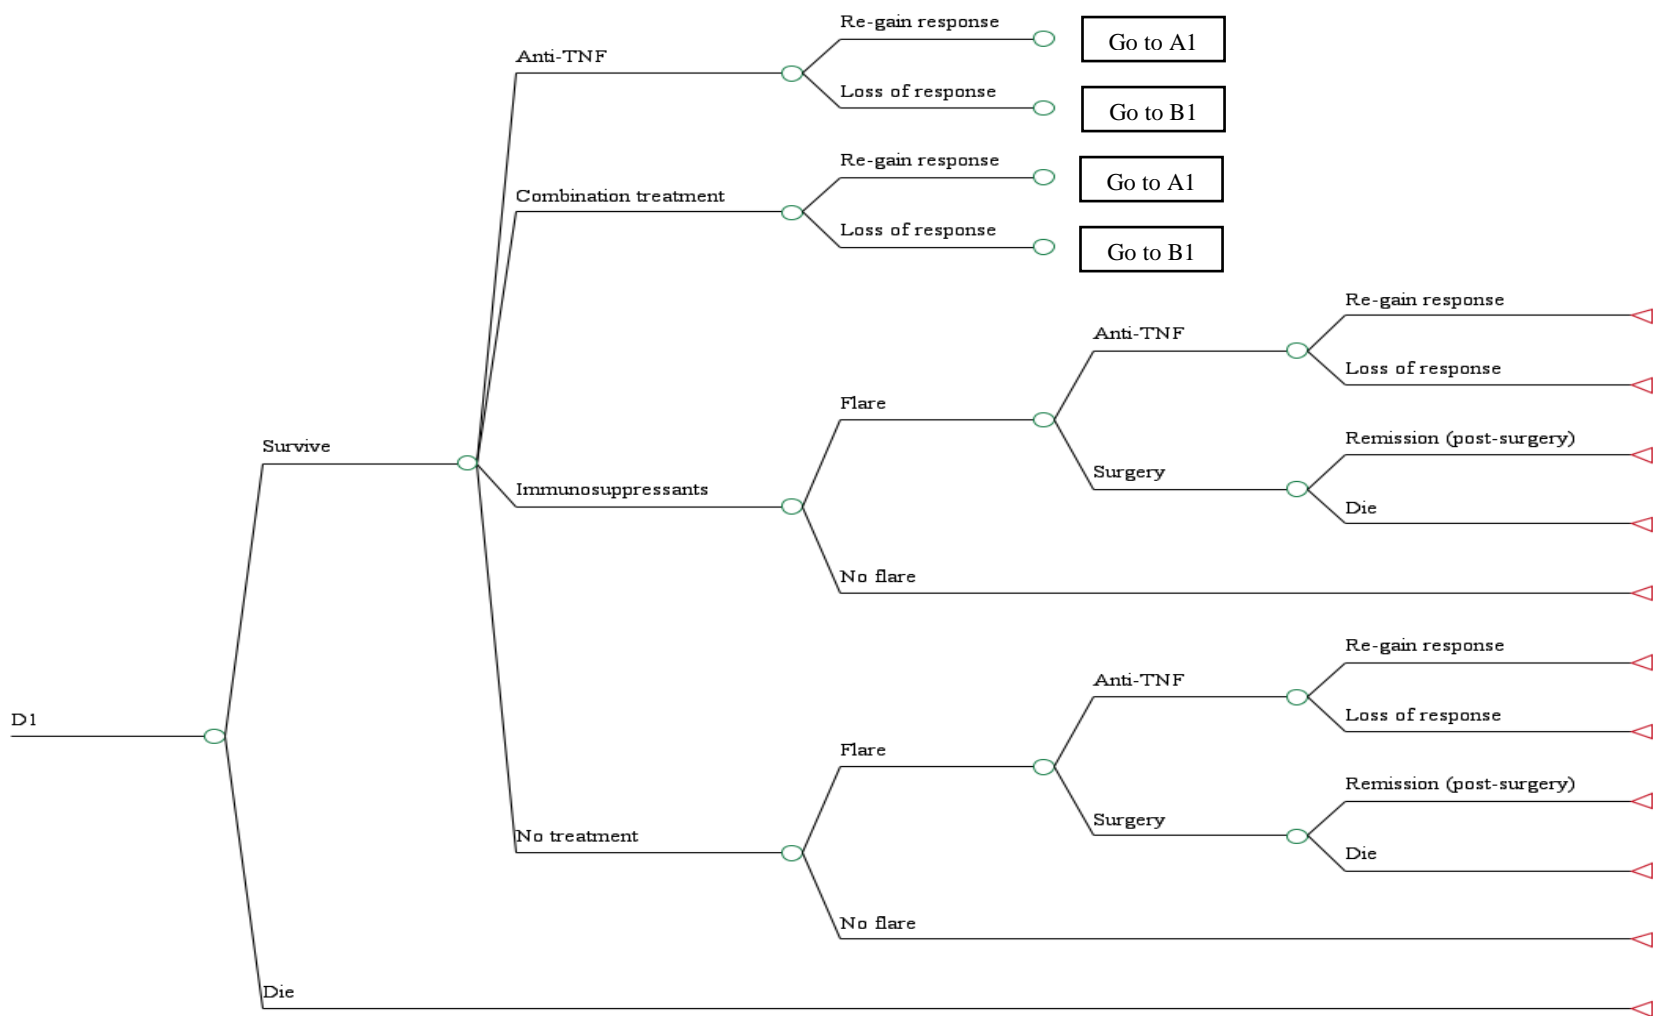 Re-gain response
Go to A1
Anti-TNF
Loss of response
Go to B1
Re-gain response
Go to A1
Combination treatment
Loss of response
Go to B1
Re-gain response
Anti-TNF
Loss of response
Flare
Remission (post-surgery)
Survive
Surgery
Immunosuppressants
Die
No flare
Re-gain response
Anti-TNF
D1
Loss of response
Flare
Remission (post-surgery)
Surgery
No treatment
Die
No flare
Die